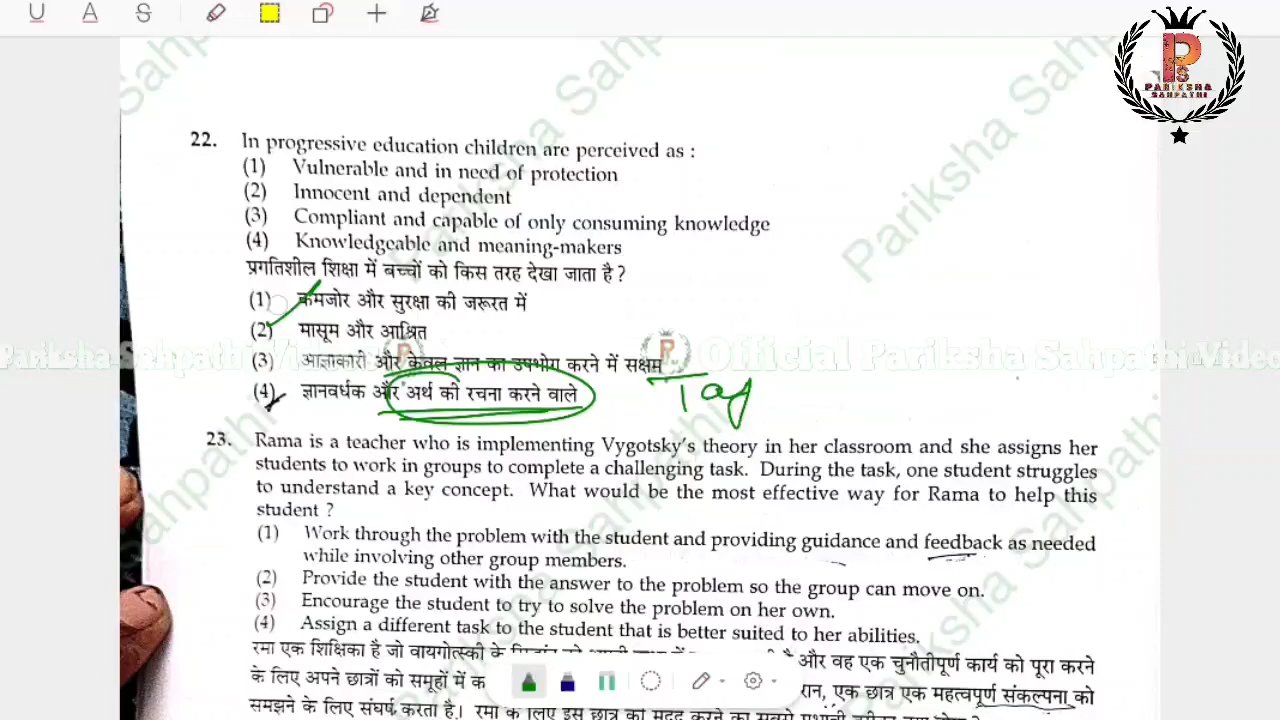 PS
PARIKSHA
SAHPATHI
22. In progressive education children are perceived as :
(1) Vulnerable and in need of protection
(2) Innocent and dependent
(3) Compliant and capable of only consuming knowledge
(4) Knowledgeable and meaning-makers
प्रगतिशील शिक्षा में बच्चों को किस तरह देखा जाता है ?
(1) कमजोर और सुरक्षा की जरूरत में
(2) मासूम और आश्रित
Official Pariksha Sahpathi Video
(3) आज्ञाकारी और केवल ज्ञान का उपभोग करने में सक्षम
(4) ज्ञानवर्धक और अर्थ की रचना करने वाले
23. Rama is a teacher who is implementing Vygotsky's theory in her classroom and she assigns her
students to work in groups to complete a challenging task. During the task, one student struggles
to understand a key concept. What would be the most effective way for Rama to help this
student ?
(1) Work through the problem with the student and providing guidance and feedback as needed
while involving other group members.
(2) Provide the student with the answer to the problem so the group can move on.
(3) Encourage the student to try to solve the problem on her own.
(4) Assign a different task to the student that is better suited to her abilities.
रमा एक शिक्षिका है जो वायगोत्स्की के और वह एक चुनौतीपूर्ण कार्य को पूरा करने
के लिए अपने छात्रों को समूहों में एक छात्र एक महत्वपूर्ण संकल्पना को
समझने के लिए संघर्ष करता है। रमा के लिए इस छात्र की मदद करने का सबसे